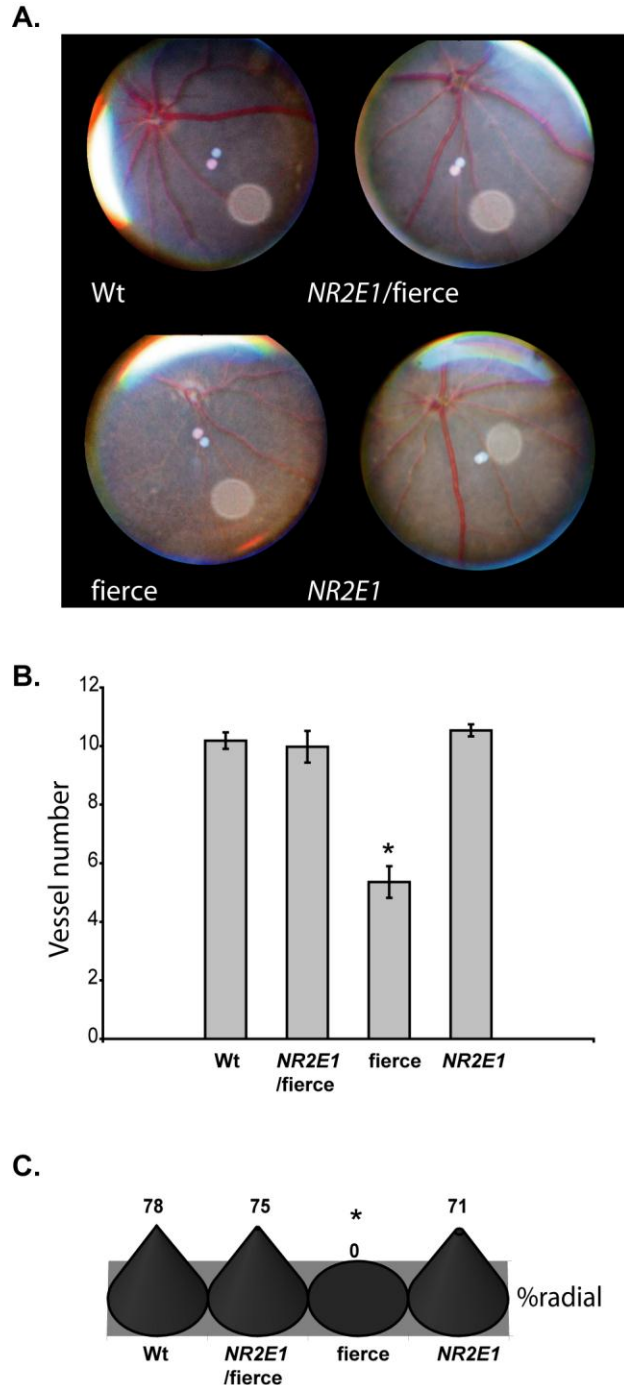 A.
Wt NR2E1/fierce
fierce NR2E1
B.
12
10
8
6
4
2
0
Vessel number
*
Wt NR2E1 fierce NR2E1
/fierce
C.
78 75 * 71
0
%radial
Wt NR2E1 fierce NR2E1
/fierce